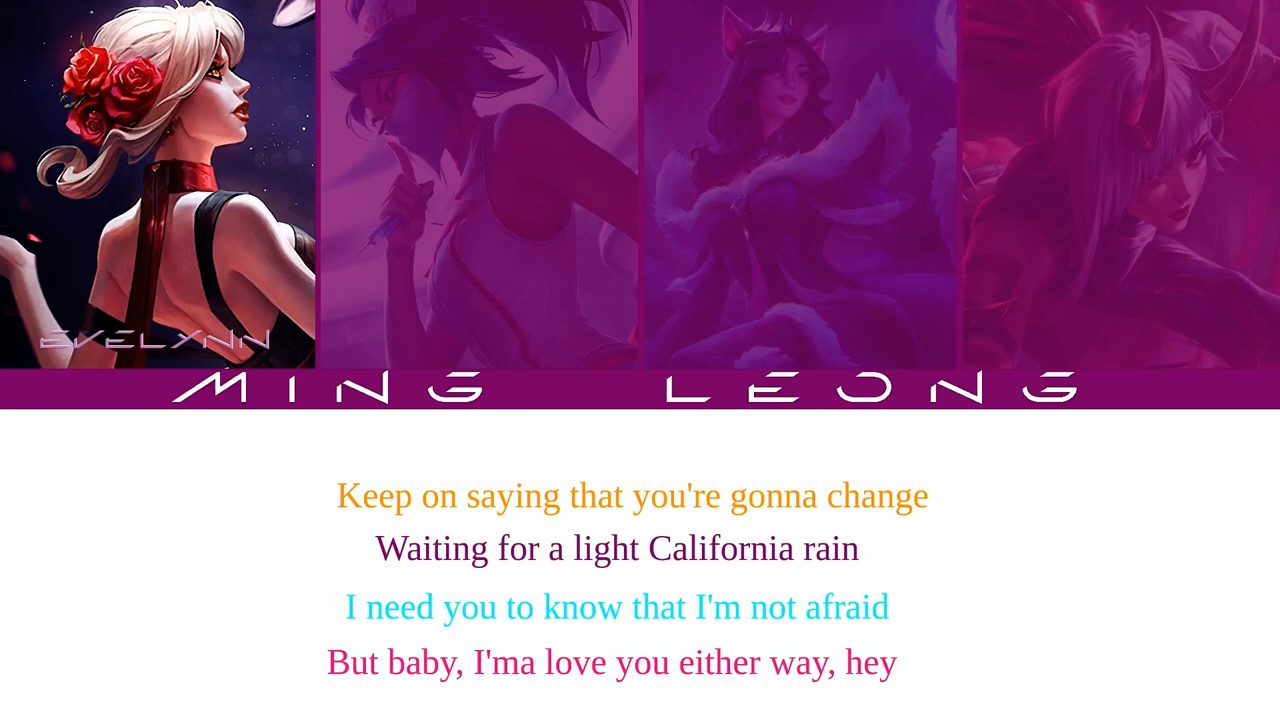 EVELYNN
MING LEONG
Keep on saying that you're gonna change
Waiting for a light California rain
I need you to know that I'm not afraid
But baby, I'ma love you either way, hey